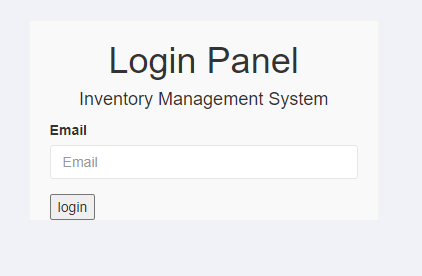 Login Panel
Inventory Management System
Email
Email
login